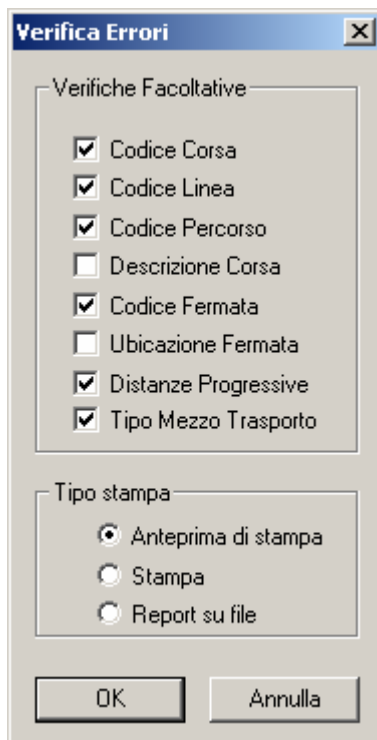 Verifica Errori
Verifiche Facoltative
Codice Corsa
Codice Linea
Codice Percorso
Descrizione Corsa
Codice Fermata
Ubicazione Fermata
Distanze Progressive
Tipo Mezzo Trasporto
Tipo stampa
Anteprima di stampa
Stampa
Report su file
OK Annulla